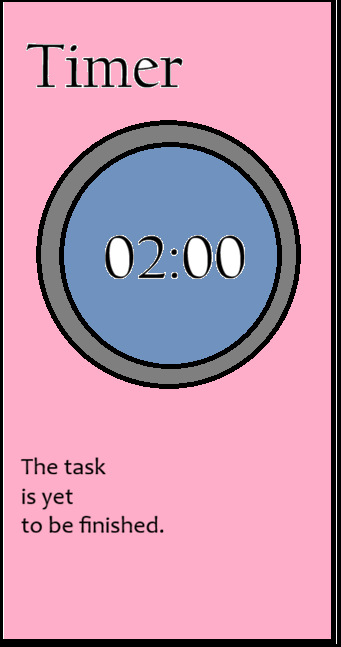 Timer
02:00
The task
is yet
to be finished.